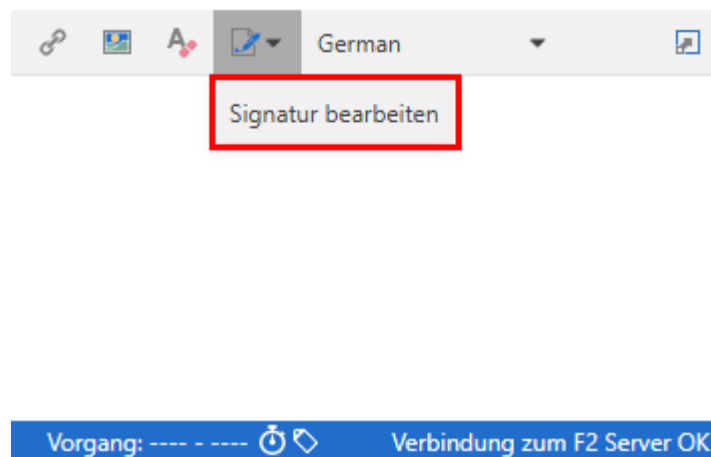 German
Signatur bearbeiten
Vorgang: ---- - ---- Verbindung zum F2 Server OK